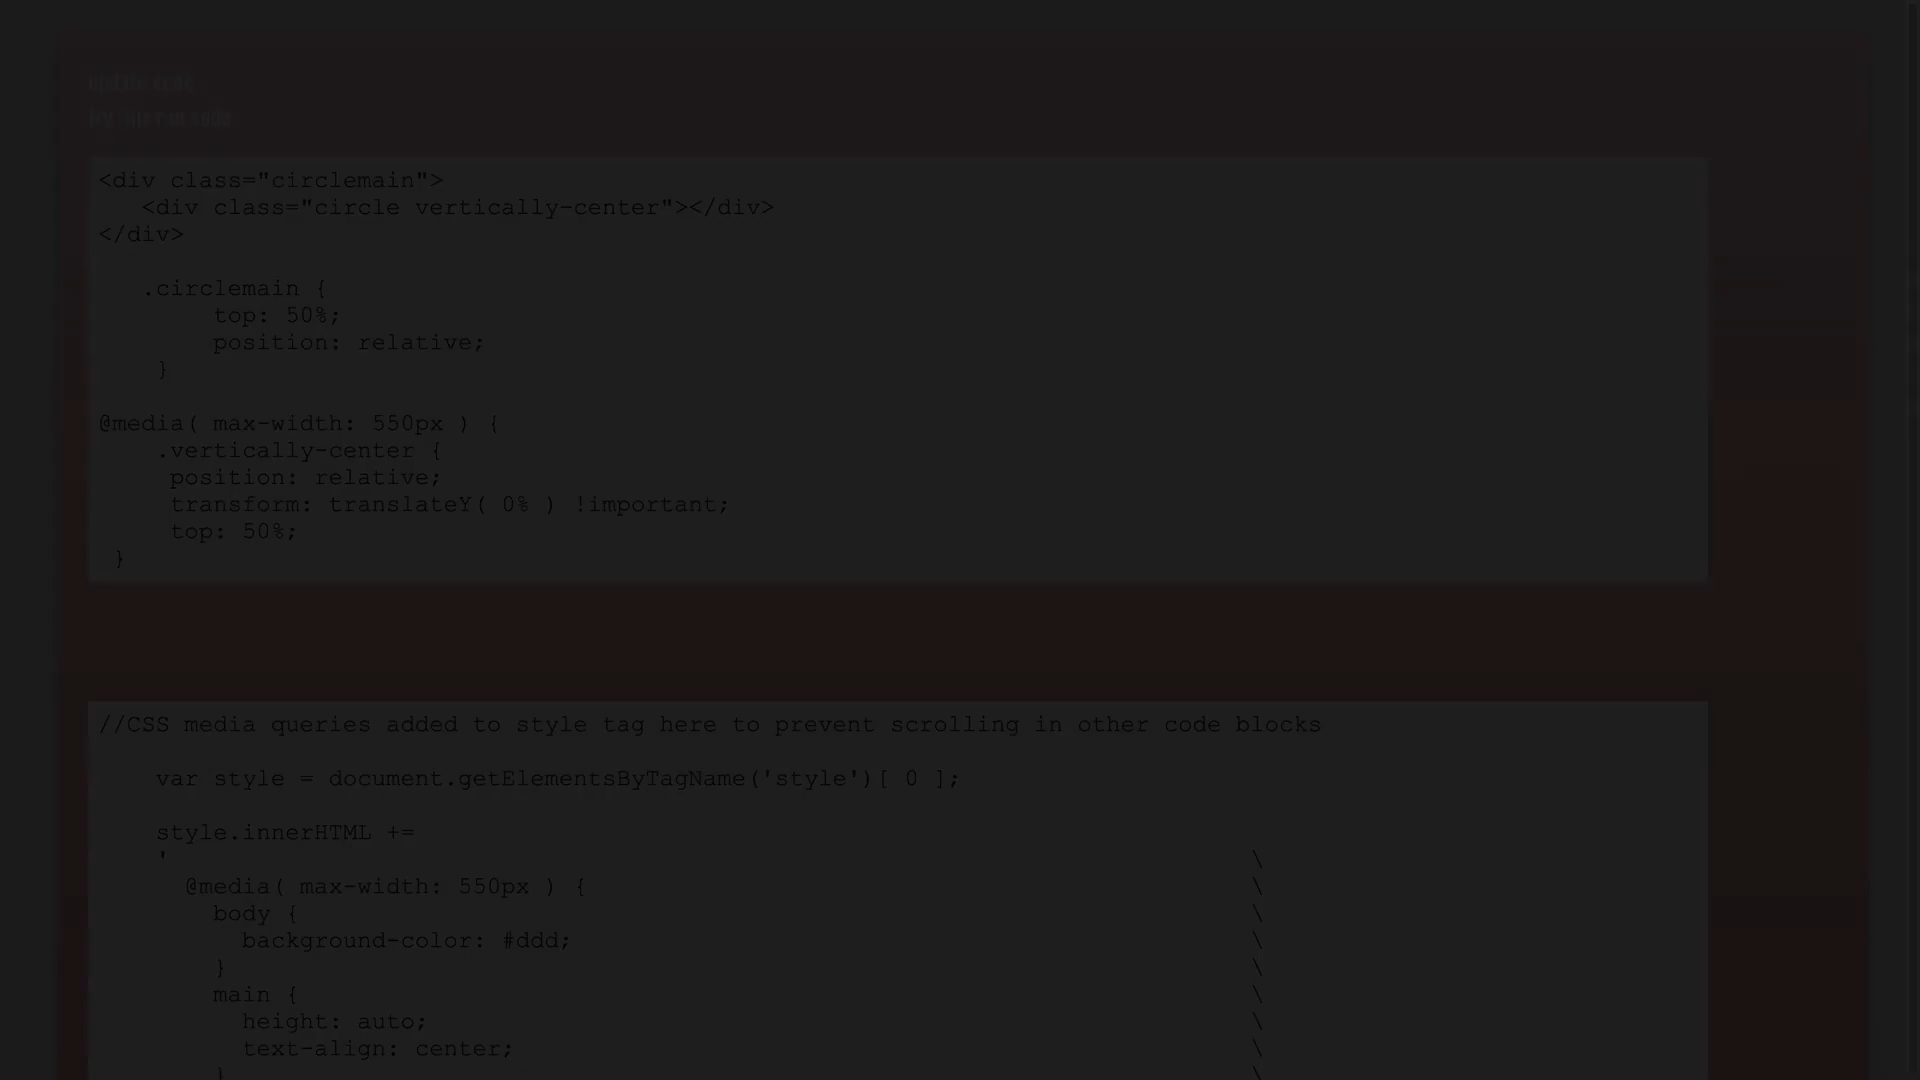 update code
<div class="circlemain">
<div class="circle vertically-center"></div>
</div>
.circlemain {
top: 50%;
position: relative;
}
@media( max-width: 550px ) {
.vertically-center {
position: relative;
transform: translateY( 0% ) !important;
top: 50%;
}
//CSS media queries added to style tag here to prevent scrolling in other code blocks
var style = document.getElementsByTagName('style')[ 0 ];
style.innerHTML +=
' \
@media( max-width: 550px ) { \
body { \
background-color: #ddd; \
} \
main { \
height: auto; \
text-align: center; \
} \